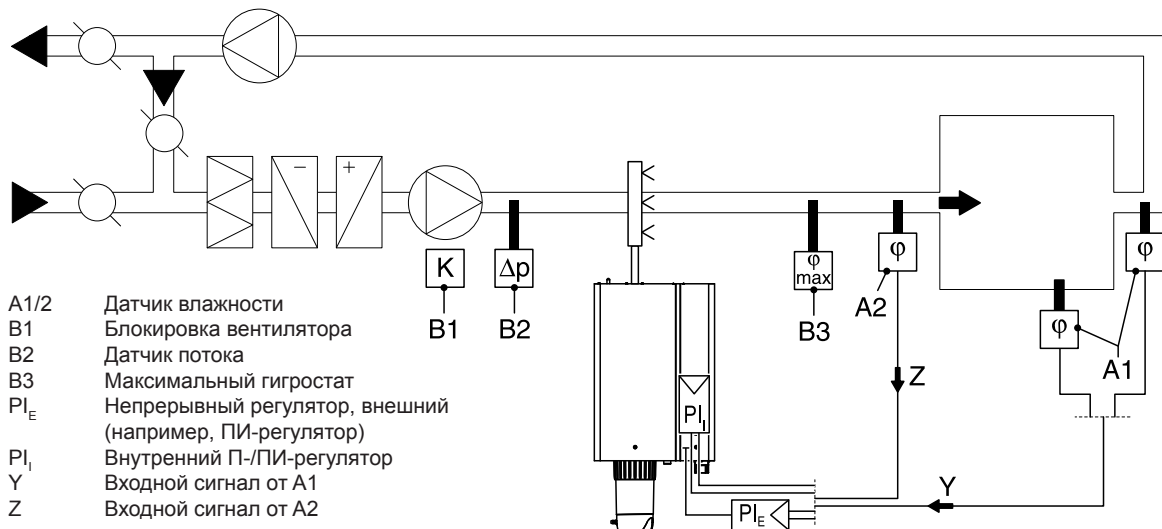 − +
K
Δp
φ
max
φ
φ
φ
B1
B2
B3
A2
A1
Z
Y
PI_I
PI_E
A1/2 Датчик влажности
B1 Блокировка вентилятора
B2 Датчик потока
B3 Максимальный гигростат
PI_E Непрерывный регулятор, внешний
(например, ПИ-регулятор)
PI_I Внутренний П-/ПИ-регулятор
Y Входной сигнал от A1
Z Входной сигнал от A2